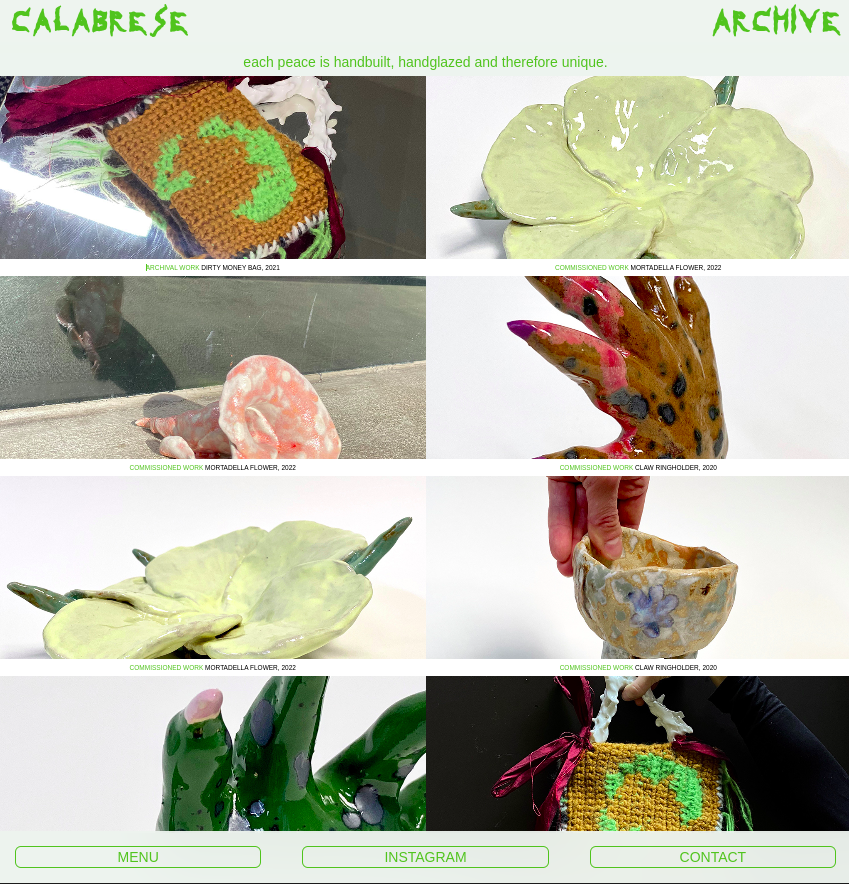 CALABRESE
ARCHIVE
each peace is handbuilt, handglazed and therefore unique.
ARCHIVAL WORK DIRTY MONEY BAG, 2021
COMMISSIONED WORK MORTADELLA FLOWER, 2022
COMMISSIONED WORK MORTADELLA FLOWER, 2022
COMMISSIONED WORK CLAW RINGHOLDER, 2020
COMMISSIONED WORK MORTADELLA FLOWER, 2022
COMMISSIONED WORK CLAW RINGHOLDER, 2020
MENU
INSTAGRAM
CONTACT